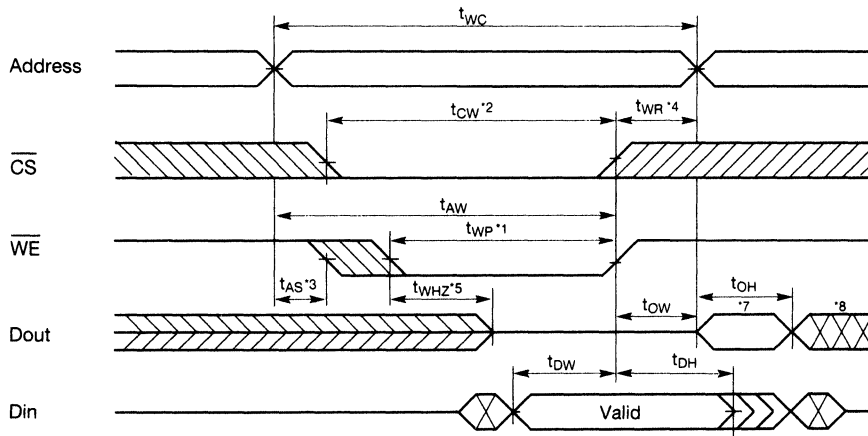 tWC
Address
tCW*2
tWR*4
CS
tAW
tWP*1
WE
tAS*3
tWHZ*5
tOW
tOH
*7
*8
Dout
tDW
tDH
Din
Valid